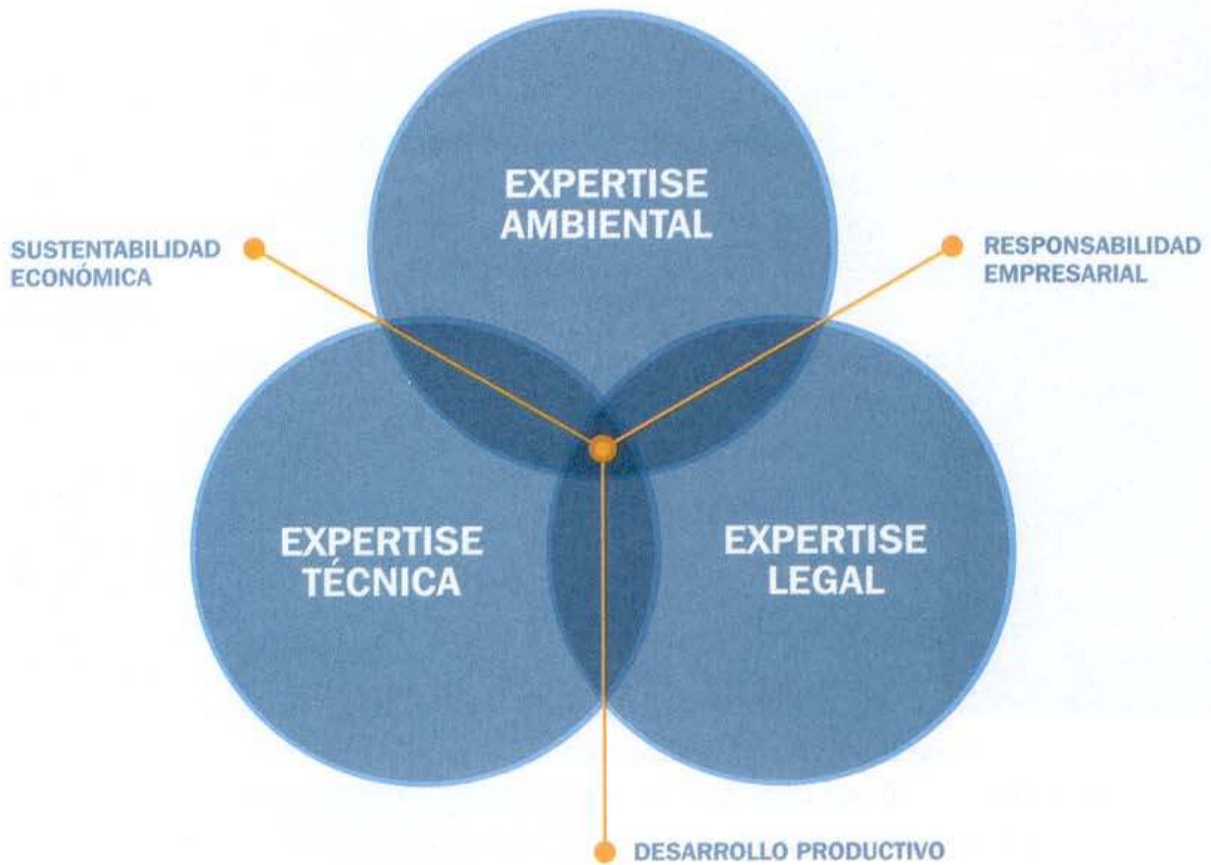 EXPERTISE
AMBIENTAL
SUSTENTABILIDAD
ECONÓMICA
RESPONSABILIDAD
EMPRESARIAL
EXPERTISE
TÉCNICA
EXPERTISE
LEGAL
DESARROLLO PRODUCTIVO